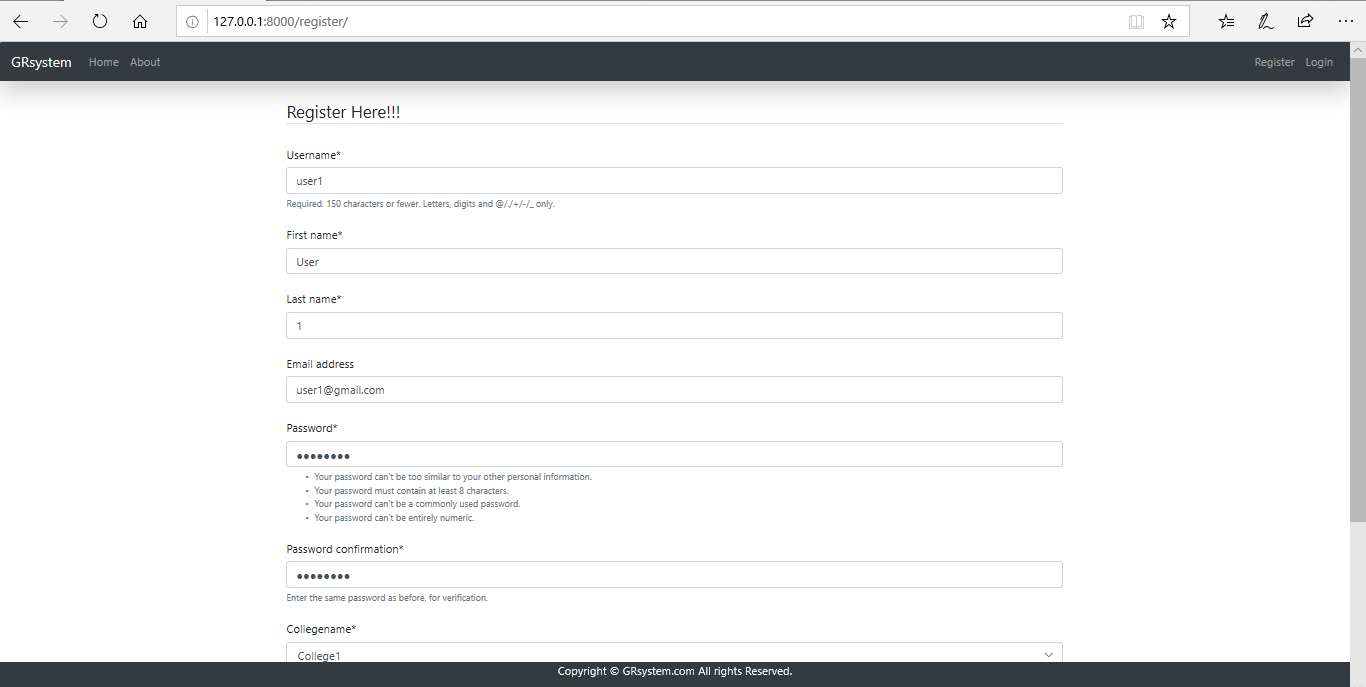 127.0.0.1:8000/register/
GRsystem Home About Register Login
Register Here!!!
Username*
user1
Required. 150 characters or fewer. Letters, digits and @/./+/-/_ only.
First name*
User
Last name*
1
Email address
user1@gmail.com
Password*
••••••••
• Your password can't be too similar to your other personal information.
• Your password must contain at least 8 characters.
• Your password can't be a commonly used password.
• Your password can't be entirely numeric.
Password confirmation*
••••••••
Enter the same password as before, for verification.
Collegename*
College1
Copyright © GRsystem.com All rights Reserved.